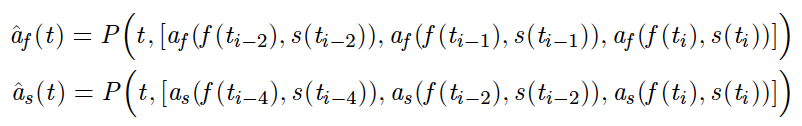 â_f(t) = P(t, [a_f(f(t_{i−2}), s(t_{i−2})), a_f(f(t_{i−1}), s(t_{i−1})), a_f(f(t_i), s(t_i))])
â_s(t) = P(t, [a_s(f(t_{i−4}), s(t_{i−4})), a_s(f(t_{i−2}), s(t_{i−2})), a_s(f(t_i), s(t_i))])